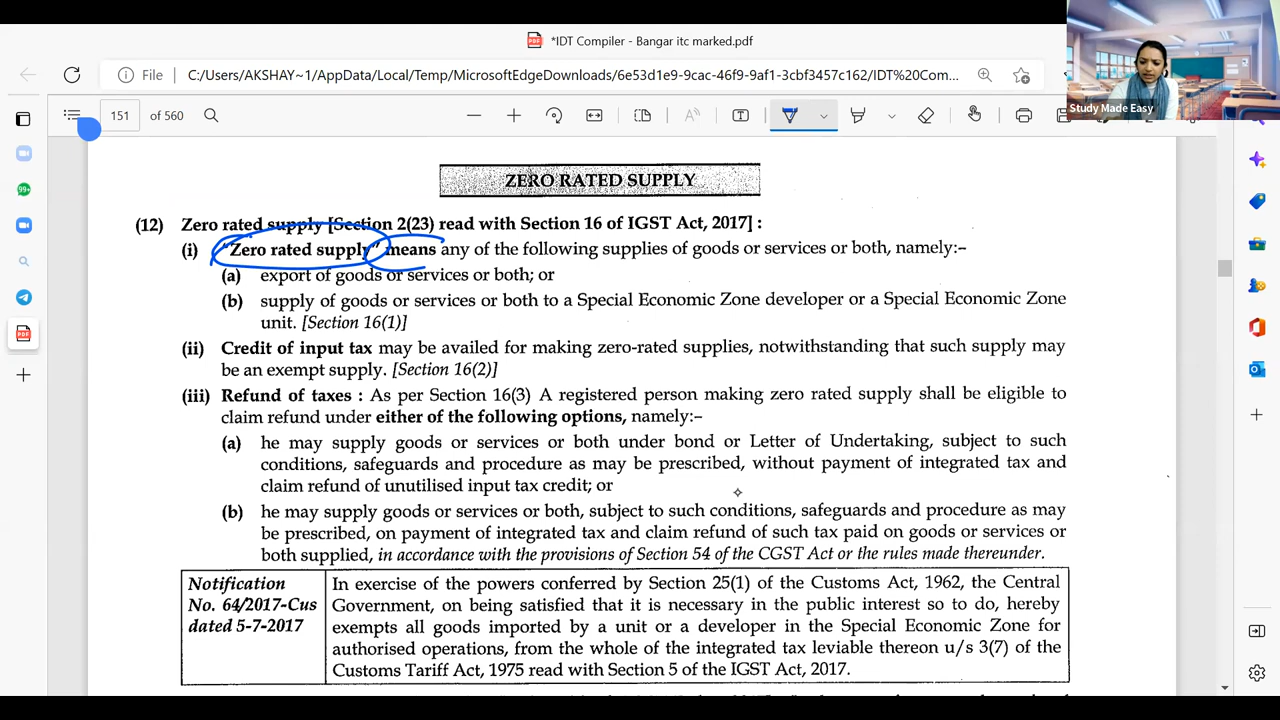 *IDT Compiler - Bangar itc marked.pdf
File C:/Users/AKSHAY~1/AppData/Local/Temp/MicrosoftEdgeDownloads/6e53d1e9-9cac-46f9-9af1-3cbf3457c162/IDT%20Com...
Study Made Easy
151 of 560
99+
ZERO RATED SUPPLY
(12) Zero rated supply [Section 2(23) read with Section 16 of IGST Act, 2017] :
(i) "Zero rated supply" means any of the following supplies of goods or services or both, namely:–
(a) export of goods or services or both; or
(b) supply of goods or services or both to a Special Economic Zone developer or a Special Economic Zone
unit. [Section 16(1)]
(ii) Credit of input tax may be availed for making zero-rated supplies, notwithstanding that such supply may
be an exempt supply. [Section 16(2)]
(iii) Refund of taxes : As per Section 16(3) A registered person making zero rated supply shall be eligible to
claim refund under either of the following options, namely:–
(a) he may supply goods or services or both under bond or Letter of Undertaking, subject to such
conditions, safeguards and procedure as may be prescribed, without payment of integrated tax and
claim refund of unutilised input tax credit; or
(b) he may supply goods or services or both, subject to such conditions, safeguards and procedure as may
be prescribed, on payment of integrated tax and claim refund of such tax paid on goods or services or
both supplied, in accordance with the provisions of Section 54 of the CGST Act or the rules made thereunder.
Notification No. 64/2017-Cus dated 5-7-2017
In exercise of the powers conferred by Section 25(1) of the Customs Act, 1962, the Central
Government, on being satisfied that it is necessary in the public interest so to do, hereby
exempts all goods imported by a unit or a developer in the Special Economic Zone for
authorised operations, from the whole of the integrated tax leviable thereon u/s 3(7) of the
Customs Tariff Act, 1975 read with Section 5 of the IGST Act, 2017.